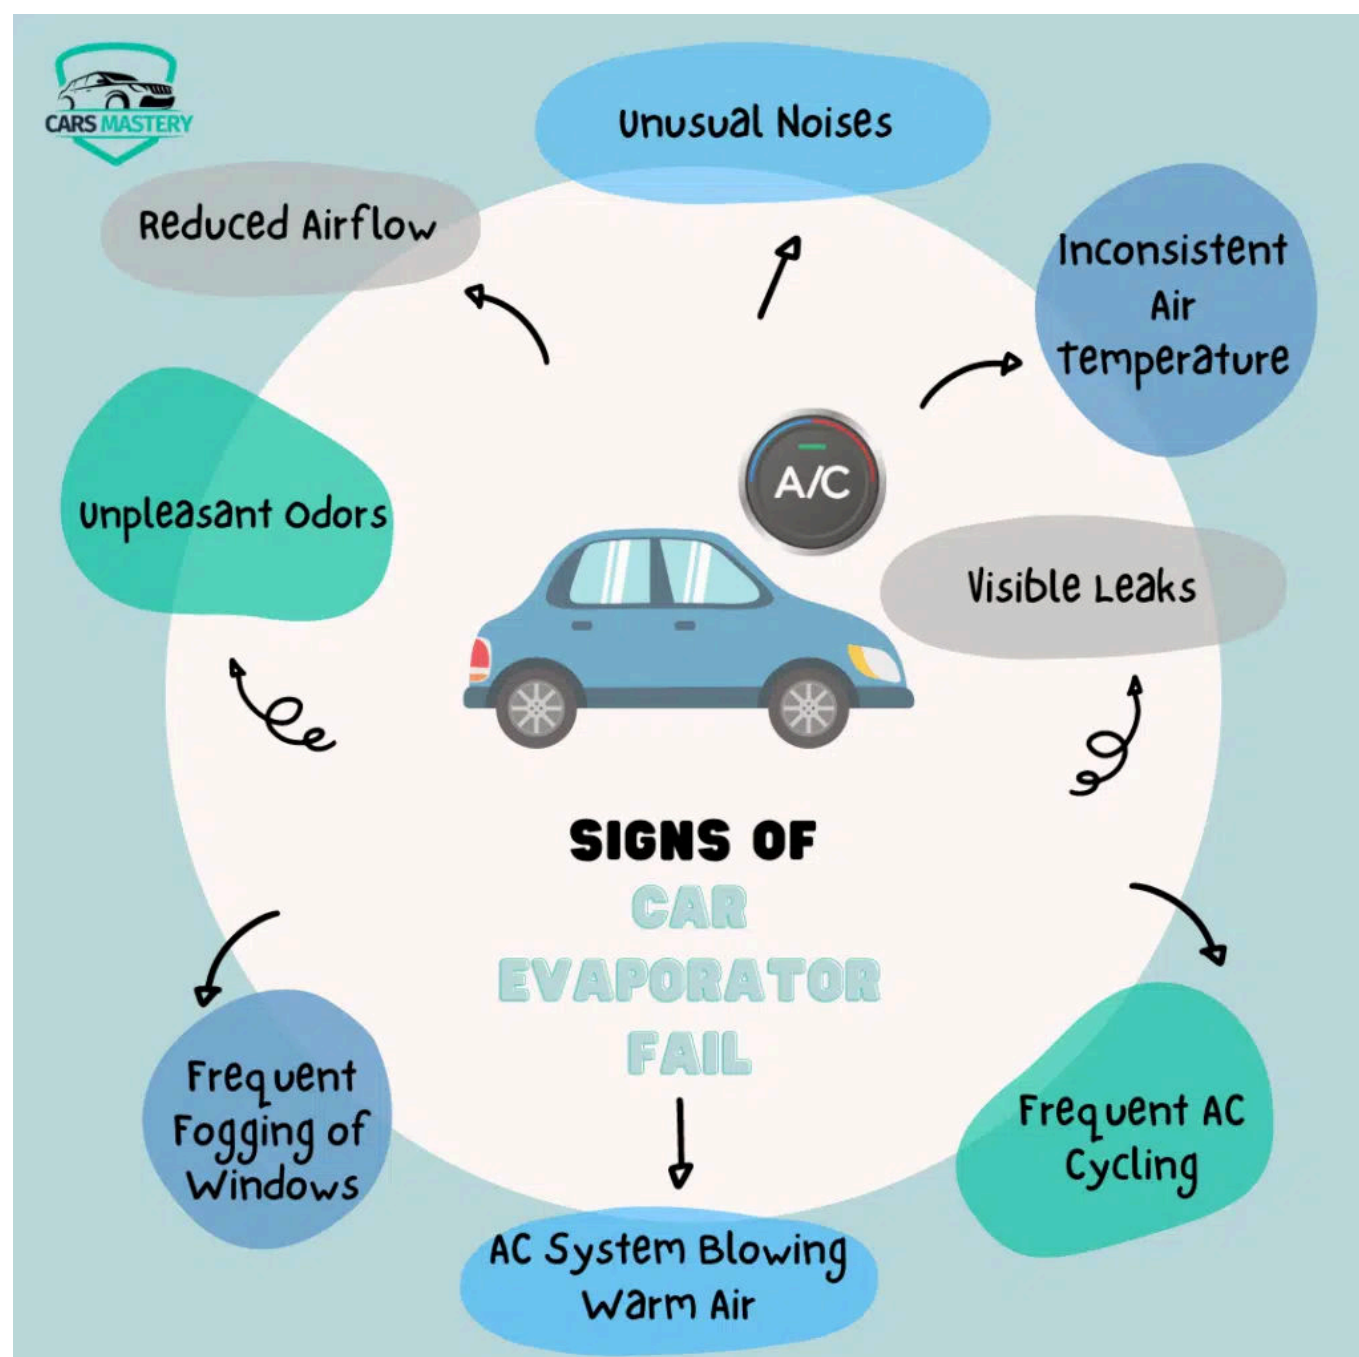 CARS MASTERY
Unusual Noises
Reduced Airflow
Inconsistent
Air
Temperature
A/C
Unpleasant Odors
Visible Leaks
SIGNS OF
CAR
EVAPORATOR
FAIL
Frequent
Fogging of
Windows
Frequent AC
Cycling
AC System Blowing
Warm Air